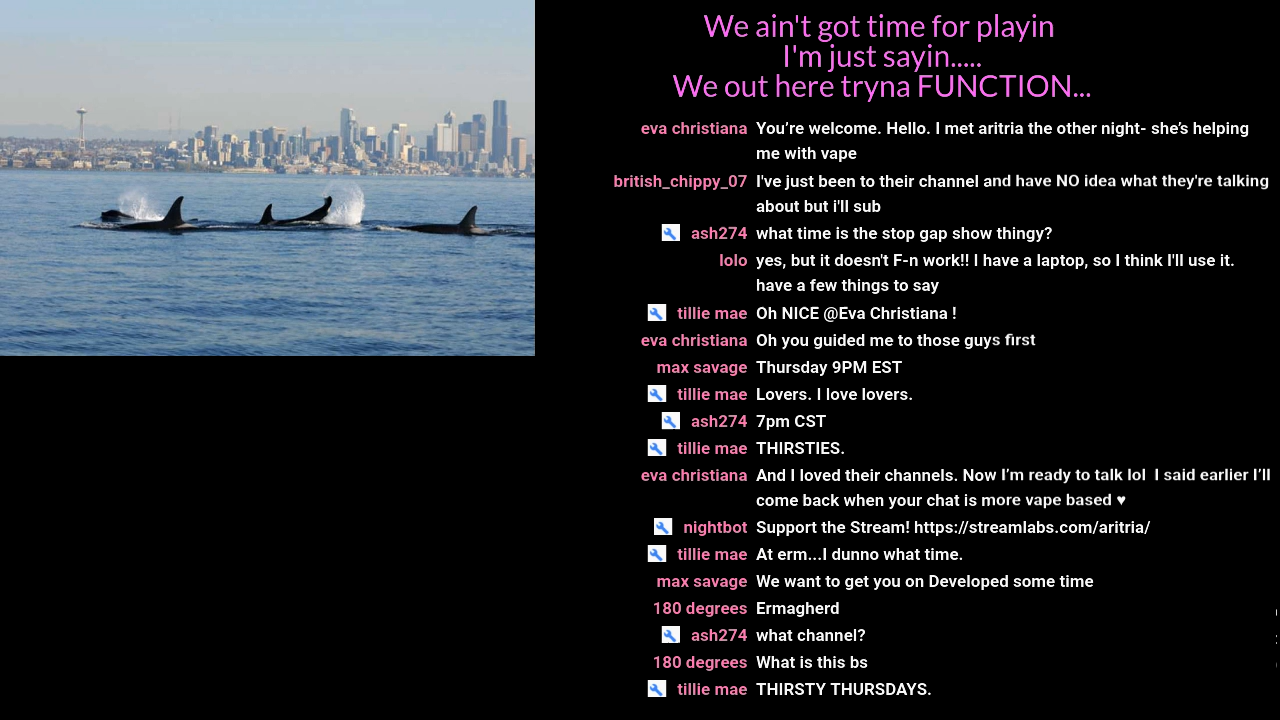 We ain't got time for playin
I'm just sayin.....
We out here tryna FUNCTION...
eva christiana You’re welcome. Hello. I met aritria the other night- she’s helping
me with vape
british_chippy_07 I've just been to their channel and have NO idea what they're talking
about but i'll sub
ash274 what time is the stop gap show thingy?
lolo yes, but it doesn't F-n work!! I have a laptop, so I think I'll use it.
have a few things to say
tillie mae Oh NICE @Eva Christiana !
eva christiana Oh you guided me to those guys first
max savage Thursday 9PM EST
tillie mae Lovers. I love lovers.
ash274 7pm CST
tillie mae THIRSTIES.
eva christiana And I loved their channels. Now I’m ready to talk lol  I said earlier I’ll
come back when your chat is more vape based ♥
nightbot Support the Stream! https://streamlabs.com/aritria/
tillie mae At erm...I dunno what time.
max savage We want to get you on Developed some time
180 degrees Ermagherd
ash274 what channel?
180 degrees What is this bs
tillie mae THIRSTY THURSDAYS.